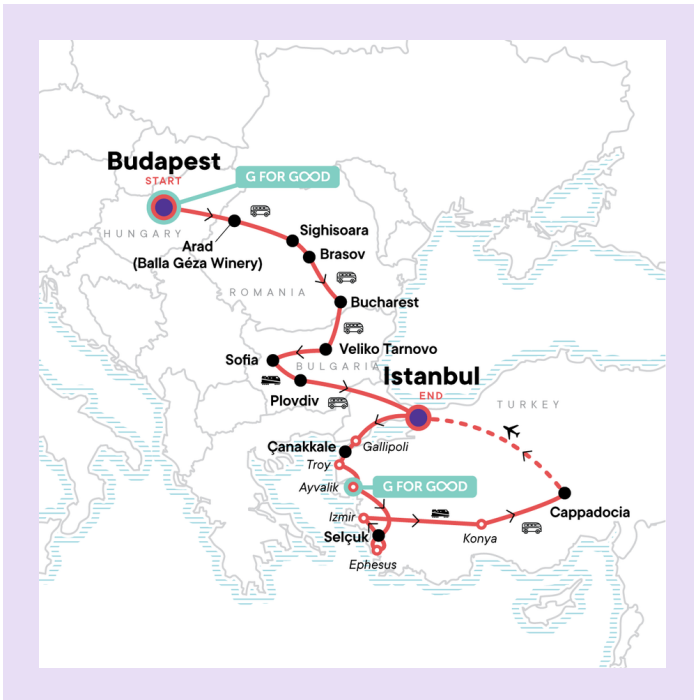 Budapest
START
G FOR GOOD
HUNGARY
Arad
(Balla Géza Winery)
Sighisoara
Brasov
ROMANIA
Bucharest
Veliko Tarnovo
Sofia
BULGARIA
Plovdiv
Istanbul
END
TURKEY
Gallipoli
Çanakkale
Troy
Ayvalik
G FOR GOOD
Izmir
Selçuk
Ephesus
Konya
Cappadocia